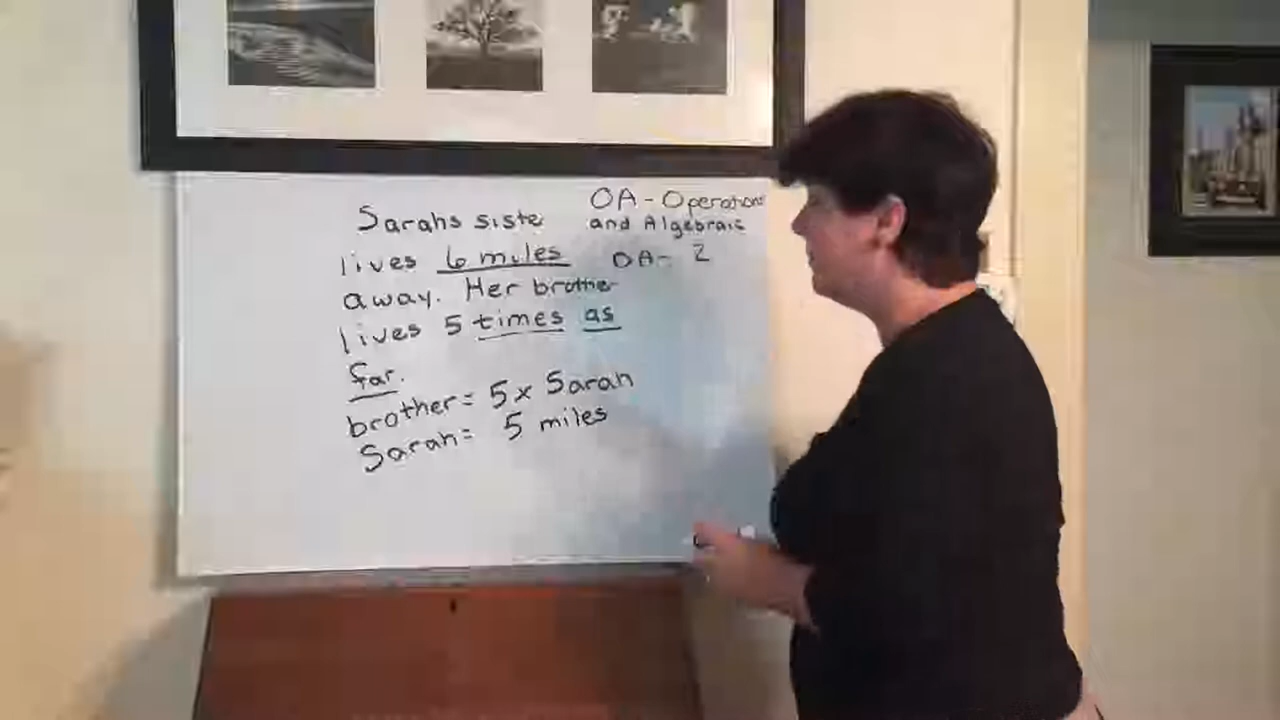 Sarahs siste
lives 6 miles
away. Her brothe
lives 5 times as
far.
brother = 5 x Sarah
Sarah = 5 miles
OA - Operations
and Algebraic
OA - 2